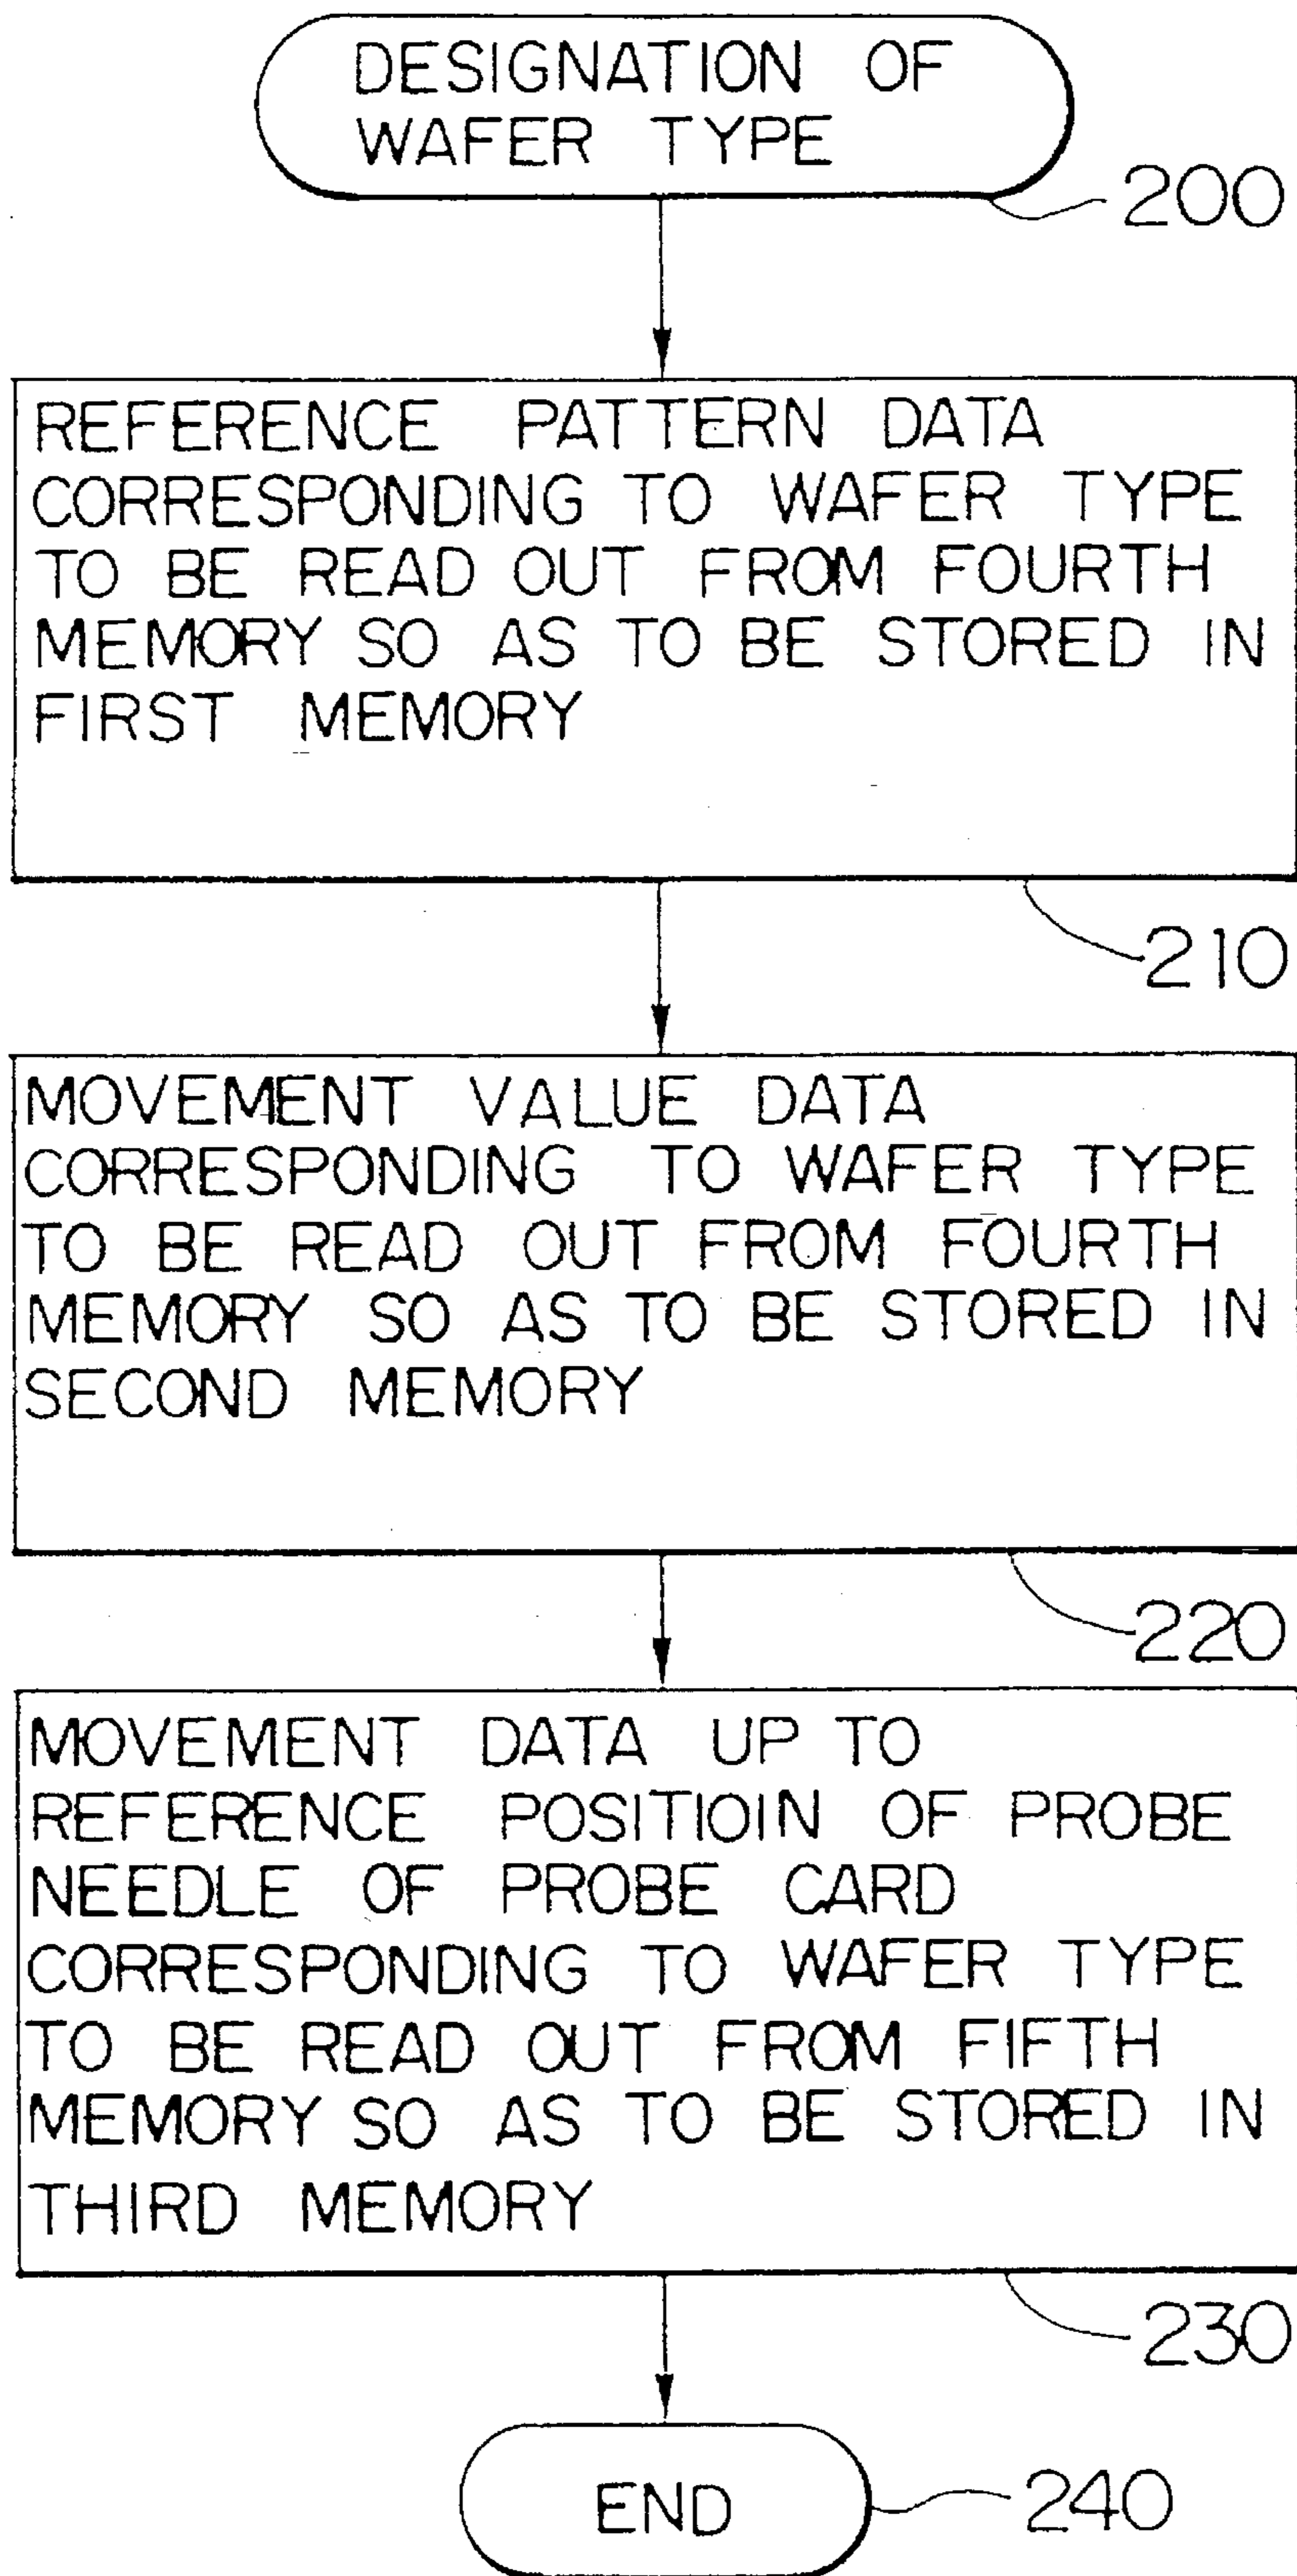 DESIGNATION OF
WAFER TYPE
200
REFERENCE PATTERN DATA
CORRESPONDING TO WAFER TYPE
TO BE READ OUT FROM FOURTH
MEMORY SO AS TO BE STORED IN
FIRST MEMORY
210
MOVEMENT VALUE DATA
CORRESPONDING TO WAFER TYPE
TO BE READ OUT FROM FOURTH
MEMORY SO AS TO BE STORED IN
SECOND MEMORY
220
MOVEMENT DATA UP TO
REFERENCE POSITIOIN OF PROBE
NEEDLE OF PROBE CARD
CORRESPONDING TO WAFER TYPE
TO BE READ OUT FROM FIFTH
MEMORY SO AS TO BE STORED IN
THIRD MEMORY
230
END
240